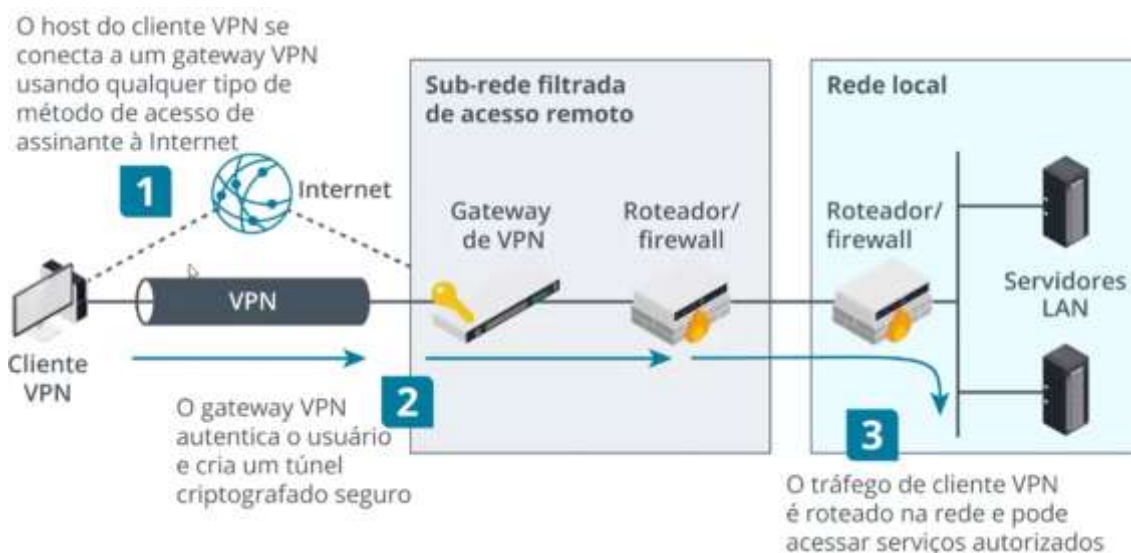 O host do cliente VPN se
conecta a um gateway VPN
usando qualquer tipo de
método de acesso de
assinante à Internet
1
Internet
Sub-rede filtrada
de acesso remoto
Rede local
Gateway
de VPN
Roteador/
firewall
Roteador/
firewall
Servidores
LAN
VPN
Cliente
VPN
2
O gateway VPN
autentica o usuário
e cria um túnel
criptografado seguro
3
O tráfego de cliente VPN
é roteado na rede e pode
acessar serviços autorizados